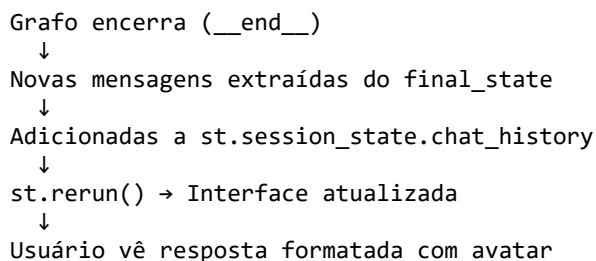 Grafo encerra (__end__)
↓
Novas mensagens extraídas do final_state
↓
Adicionadas a st.session_state.chat_history
↓
st.rerun() → Interface atualizada
↓
Usuário vê resposta formatada com avatar